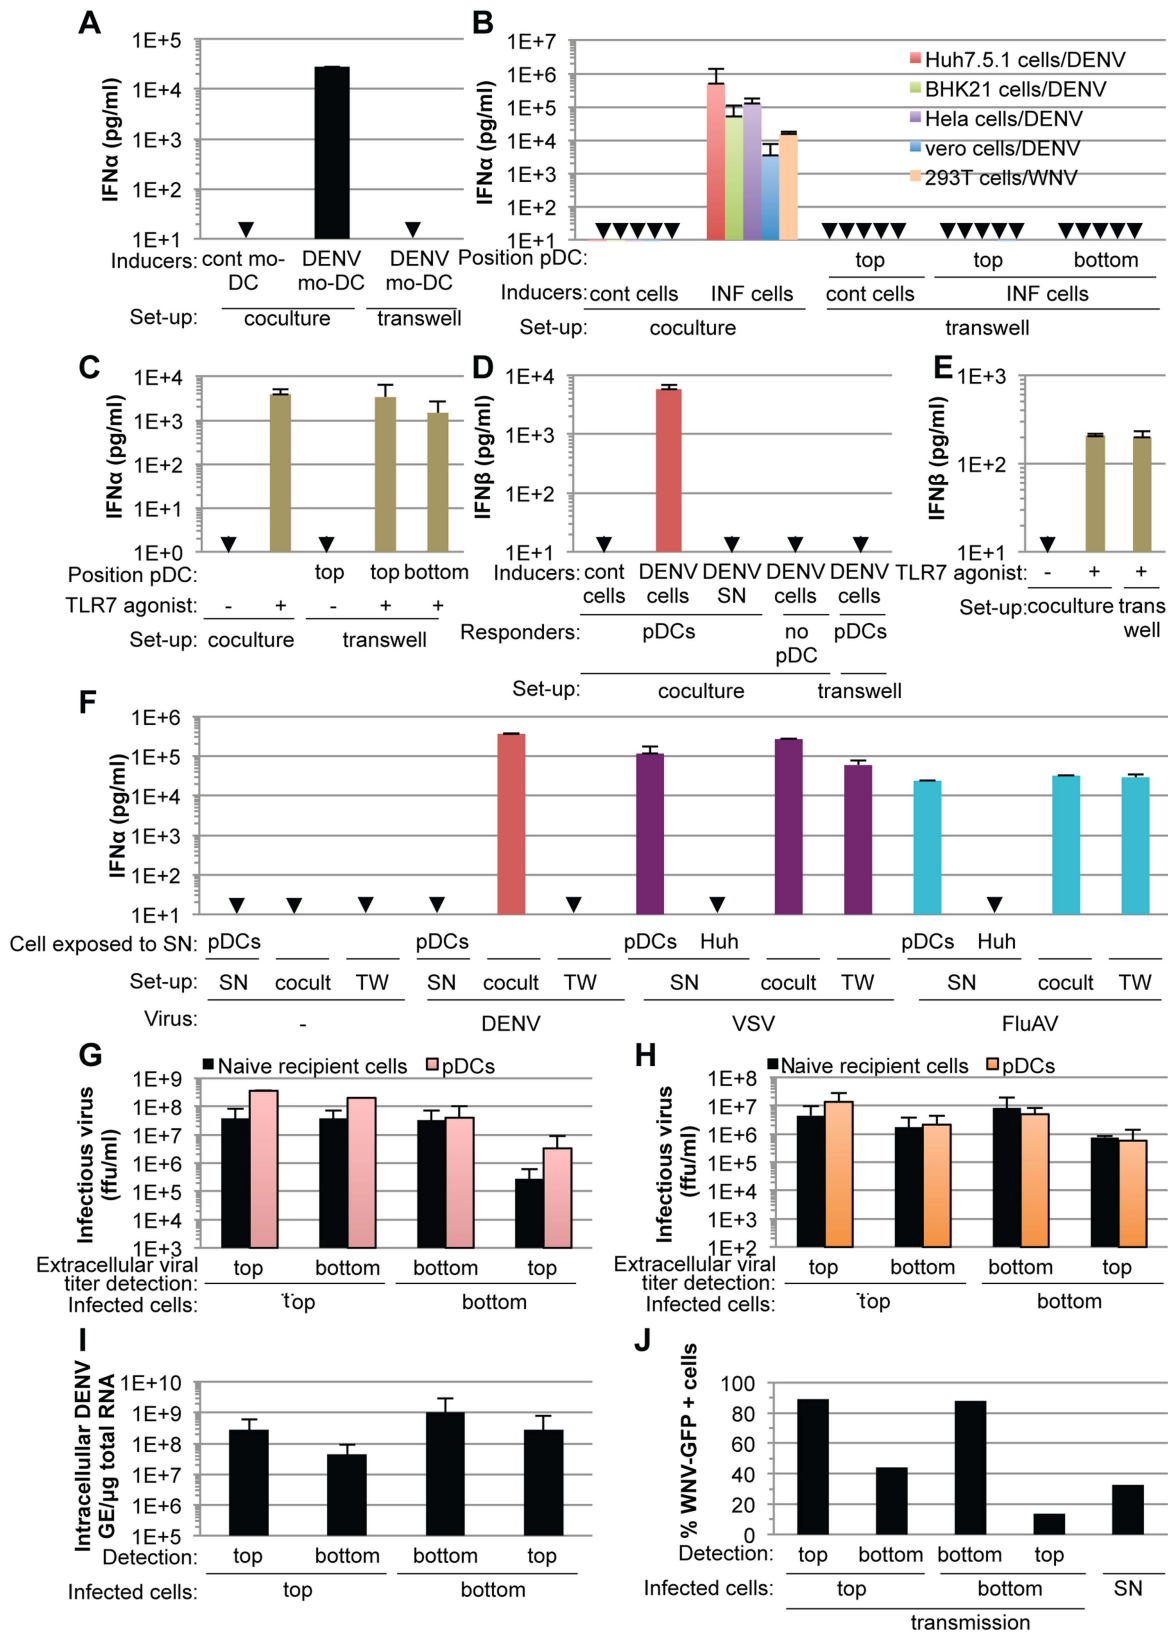 A
IFNα (pg/ml)
1E+5
1E+4
1E+3
1E+2
1E+1
Inducers: cont mo- DENV DENV
DC mo-DC mo-DC
Set-up: coculture transwell
B
IFNα (pg/ml)
1E+7
1E+6
1E+5
1E+4
1E+3
1E+2
1E+1
Huh7.5.1 cells/DENV
BHK21 cells/DENV
Hela cells/DENV
vero cells/DENV
293T cells/WNV
Position pDC: top top bottom
Inducers: cont cells INF cells cont cells INF cells
Set-up: coculture transwell
C
IFNα (pg/ml)
1E+4
1E+3
1E+2
1E+1
1E+0
Position pDC: top top bottom
TLR7 agonist: - + - + +
Set-up: coculture transwell
D
IFNβ (pg/ml)
1E+4
1E+3
1E+2
1E+1
Inducers: cont DENV DENV DENV DENV
cells cells SN cells cells
Responders: pDCs no pDCs
pDC
Set-up: coculture transwell
E
IFNβ (pg/ml)
1E+3
1E+2
1E+1
TLR7 agonist: - + +
Set-up: coculture trans
well
F
IFNα (pg/ml)
1E+6
1E+5
1E+4
1E+3
1E+2
1E+1
Cell exposed to SN: pDCs pDCs pDCs Huh pDCs Huh
Set-up: SN cocult TW SN cocult TW SN cocult TW SN cocult TW
Virus: - DENV VSV FluAV
G
Naive recipient cells pDCs
Infectious virus
(ffu/ml)
1E+9
1E+8
1E+7
1E+6
1E+5
1E+4
1E+3
Extracellular viral
titer detection: top bottom bottom top
Infected cells: top bottom
H
Naive recipient cells pDCs
Infectious virus
(ffu/ml)
1E+8
1E+7
1E+6
1E+5
1E+4
1E+3
1E+2
Extracellular viral
titer detection: top bottom bottom top
Infected cells: top bottom
I
Intracellular DENV
GE/µg total RNA
1E+10
1E+9
1E+8
1E+7
1E+6
1E+5
Detection: top bottom bottom top
Infected cells: top bottom
J
% WNV-GFP + cells
100
80
60
40
20
0
Detection: top bottom bottom top
Infected cells: top bottom SN
transmission